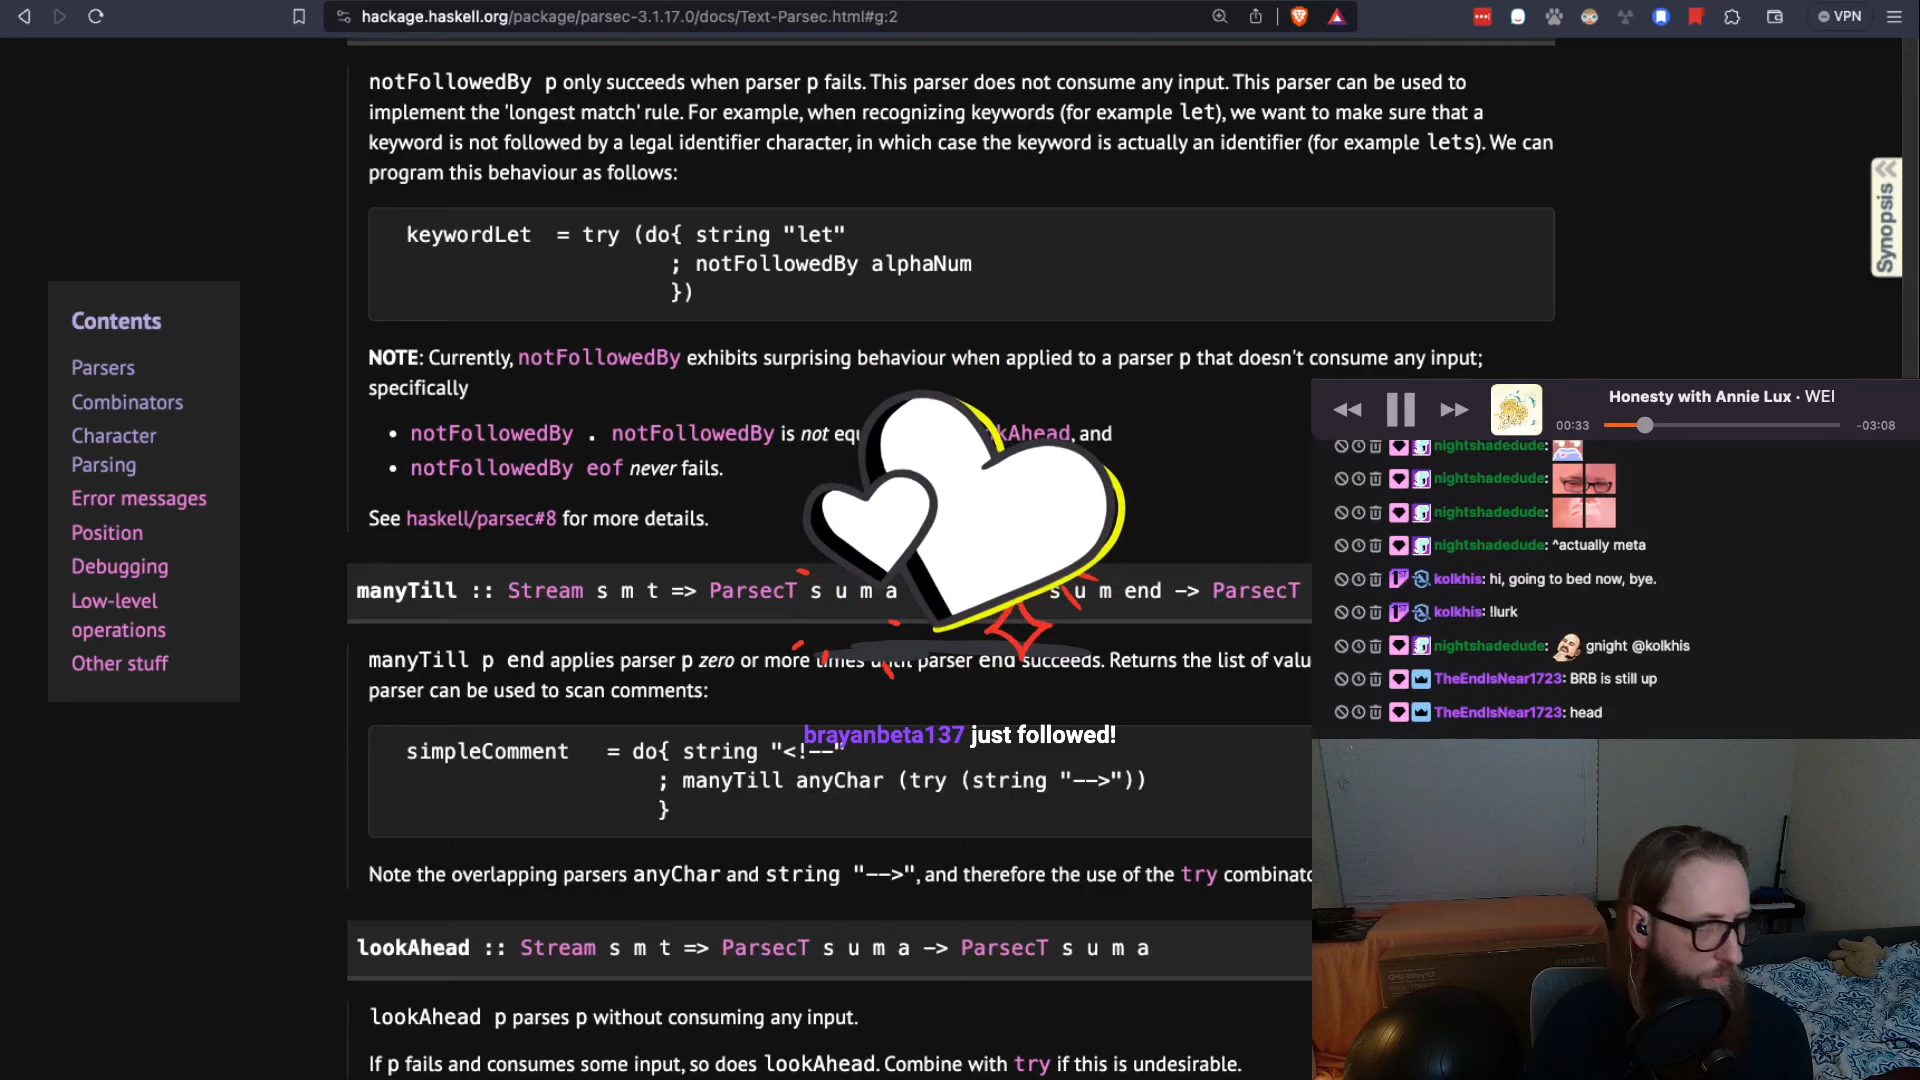 hackage.haskell.org/package/parsec-3.1.17.0/docs/Text-Parsec.html#g:2
VPN
notFollowedBy p only succeeds when parser p fails. This parser does not consume any input. This parser can be used to
implement the 'longest match' rule. For example, when recognizing keywords (for example let), we want to make sure that a
keyword is not followed by a legal identifier character, in which case the keyword is actually an identifier (for example lets). We can
program this behaviour as follows:
keywordLet = try (do{ string "let"
; notFollowedBy alphaNum
})
Synopsis
Contents
Parsers
Combinators
Character
Parsing
Error messages
Position
Debugging
Low-level
operations
Other stuff
NOTE: Currently, notFollowedBy exhibits surprising behaviour when applied to a parser p that doesn't consume any input;
specifically
• notFollowedBy . notFollowedBy is not equ kAhead, and
• notFollowedBy eof never fails.
See haskell/parsec#8 for more details.
manyTill :: Stream s m t => ParsecT s u m a s u m end -> ParsecT
manyTill p end applies parser p zero or more times until parser end succeeds. Returns the list of valu
parser can be used to scan comments:
brayanbeta137 just followed!
simpleComment = do{ string "<!--"
; manyTill anyChar (try (string "-->"))
}
Note the overlapping parsers anyChar and string "-->", and therefore the use of the try combinato
lookAhead :: Stream s m t => ParsecT s u m a -> ParsecT s u m a
lookAhead p parses p without consuming any input.
If p fails and consumes some input, so does lookAhead. Combine with try if this is undesirable.
Honesty with Annie Lux · WEI
00:33
-03:08
nightshadedude:
nightshadedude:
nightshadedude:
nightshadedude: ^actually meta
kolkhis: hi, going to bed now, bye.
kolkhis: !lurk
nightshadedude: gnight @kolkhis
TheEndIsNear1723: BRB is still up
TheEndIsNear1723: head